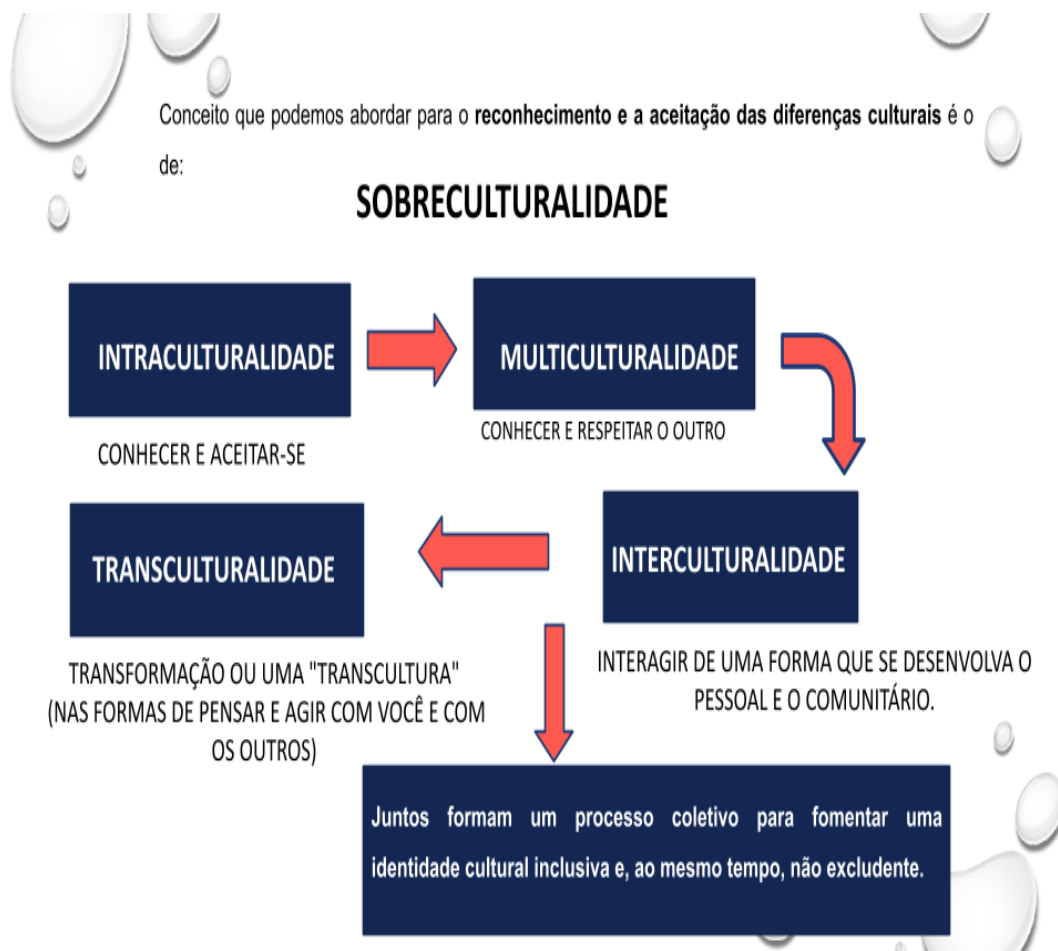 Conceito que podemos abordar para o reconhecimento e a aceitação das diferenças culturais é o
de:
SOBRECULTURALIDADE
INTRACULTURALIDADE
CONHECER E ACEITAR-SE
MULTICULTURALIDADE
CONHECER E RESPEITAR O OUTRO
INTERCULTURALIDADE
INTERAGIR DE UMA FORMA QUE SE DESENVOLVA O
PESSOAL E O COMUNITÁRIO.
TRANSCULTURALIDADE
TRANSFORMAÇÃO OU UMA "TRANSCULTURA"
(NAS FORMAS DE PENSAR E AGIR COM VOCÊ E COM
OS OUTROS)
Juntos formam um processo coletivo para fomentar uma
identidade cultural inclusiva e, ao mesmo tempo, não excludente.